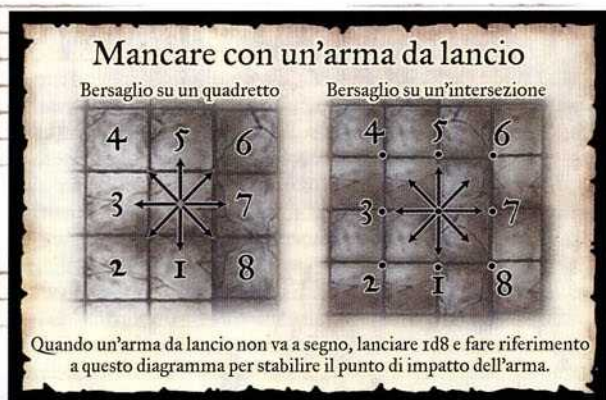 Mancare con un'arma da lancio
Bersaglio su un quadretto
Bersaglio su un'intersezione
4 5 6
3 7
2 1 8
4 5 6
3 7
2 1 8
Quando un'arma da lancio non va a segno, lanciare 1d8 e fare riferimento
a questo diagramma per stabilire il punto di impatto dell'arma.